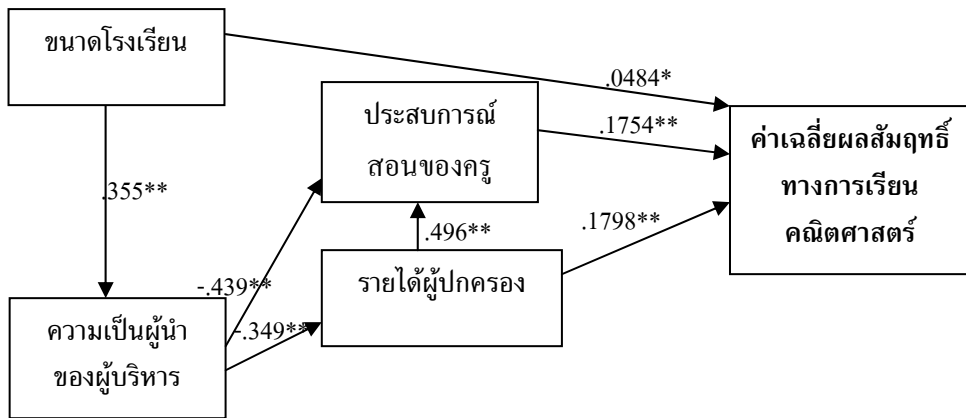 ขนาดโรงเรียน
.0484*
ประสบการณ์
สอนของครู
.1754**
ค่าเฉลี่ยผลสัมฤทธิ์
ทางการเรียน
คณิตศาสตร์
.355**
.496**
.1798**
-.439**
รายได้ผู้ปกครอง
-.349**
ความเป็นผู้นำ
ของผู้บริหาร